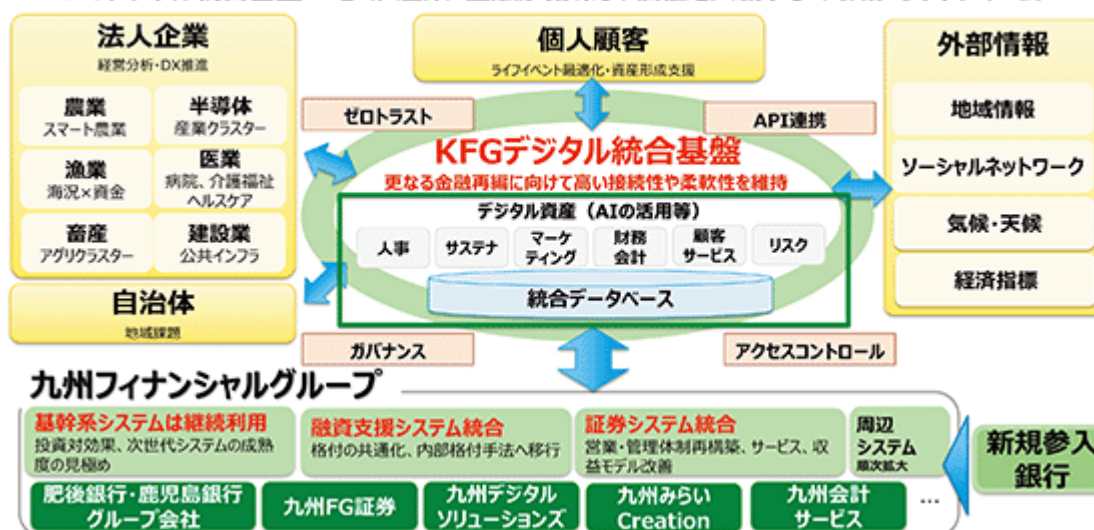 法人企業
経営分析・DX推進
農業
スマート農業
半導体
産業クラスター
漁業
海況×資金
医業
病院、介護福祉
ヘルスケア
畜産
アグリクラスター
建設業
公共インフラ
自治体
地域課題
個人顧客
ライフイベント最適化・資産形成支援
外部情報
地域情報
ソーシャルネットワーク
気候・天候
経済指標
ゼロトラスト
API連携
KFGデジタル統合基盤
更なる金融再編に向けて高い接続性や柔軟性を維持
デジタル資産（AIの活用等）
人事
サステナ
マーケ
ティング
財務
会計
顧客
サービス
リスク
統合データベース
ガバナンス
アクセスコントロール
九州フィナンシャルグループ
基幹系システムは継続利用
投資対効果、次世代システムの成熟
度の見極め
融資支援システム統合
格付の共通化、内部格付手法へ移行
証券システム統合
営業・管理体制再構築、サービス、収
益モデル改善
周辺
システム
順次拡大
新規参入
銀行
肥後銀行・鹿児島銀行
グループ会社
九州FG証券
九州デジタル
ソリューションズ
九州みらい
Creation
九州会計
サービス
…